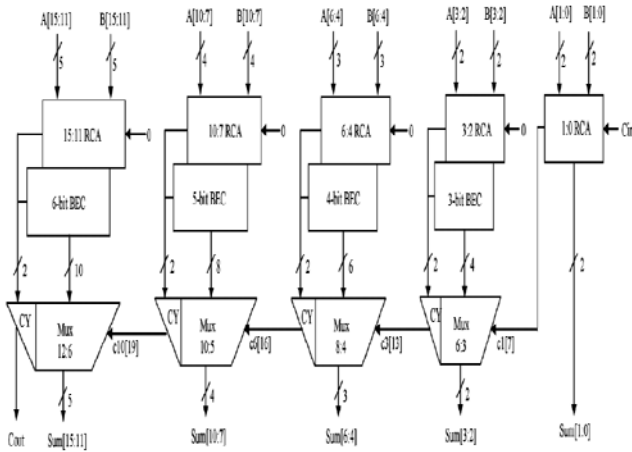 A[15:11] B[15:11] A[10:7] B[10:7] A[6:4] B[6:4] A[3:2] B[3:2] A[1:0] B[1:0]
5 5 4 4 3 3 2 2 2 2
15:11 RCA 0 10:7 RCA 0 6:4 RCA 0 3:2 RCA 0 1:0 RCA Cin
6-bit BEC 5-bit BEC 4-bit BEC 3-bit BEC
2 10 2 8 2 6 2 4 2
CY Mux 12:6 c10[19] CY Mux 10:5 c6[16] CY Mux 8:4 c3[13] CY Mux 6:3 c1[7]
5 4 3 2
Cout Sum[15:11] Sum[10:7] Sum[6:4] Sum[3:2] Sum[1:0]